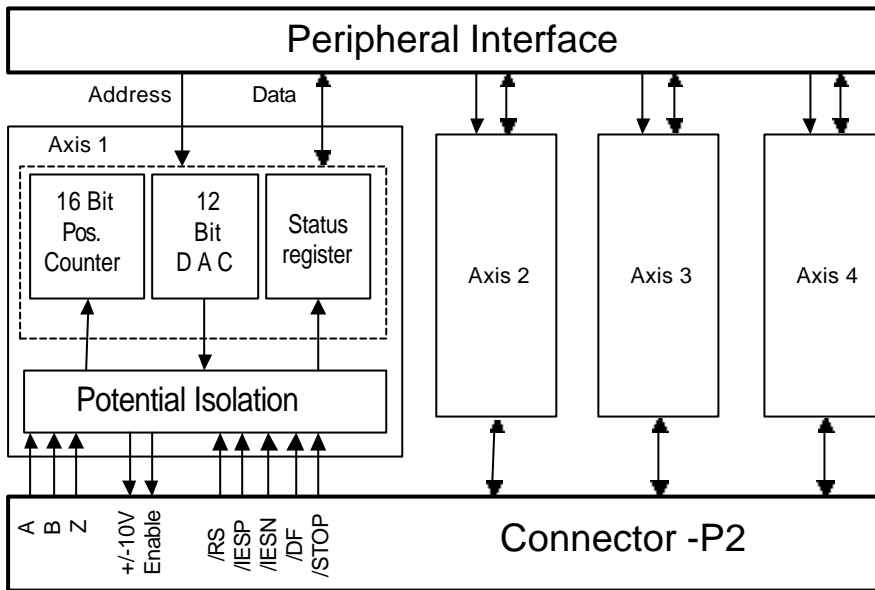 Peripheral Interface
Address
Data
Axis 1
16 Bit
Pos.
Counter
12
Bit
D A C
Status
register
Axis 2
Axis 3
Axis 4
Potential Isolation
A
B
Z
+/-10V
Enable
/RS
/IESP
/IESN
/DF
/STOP
Connector -P2